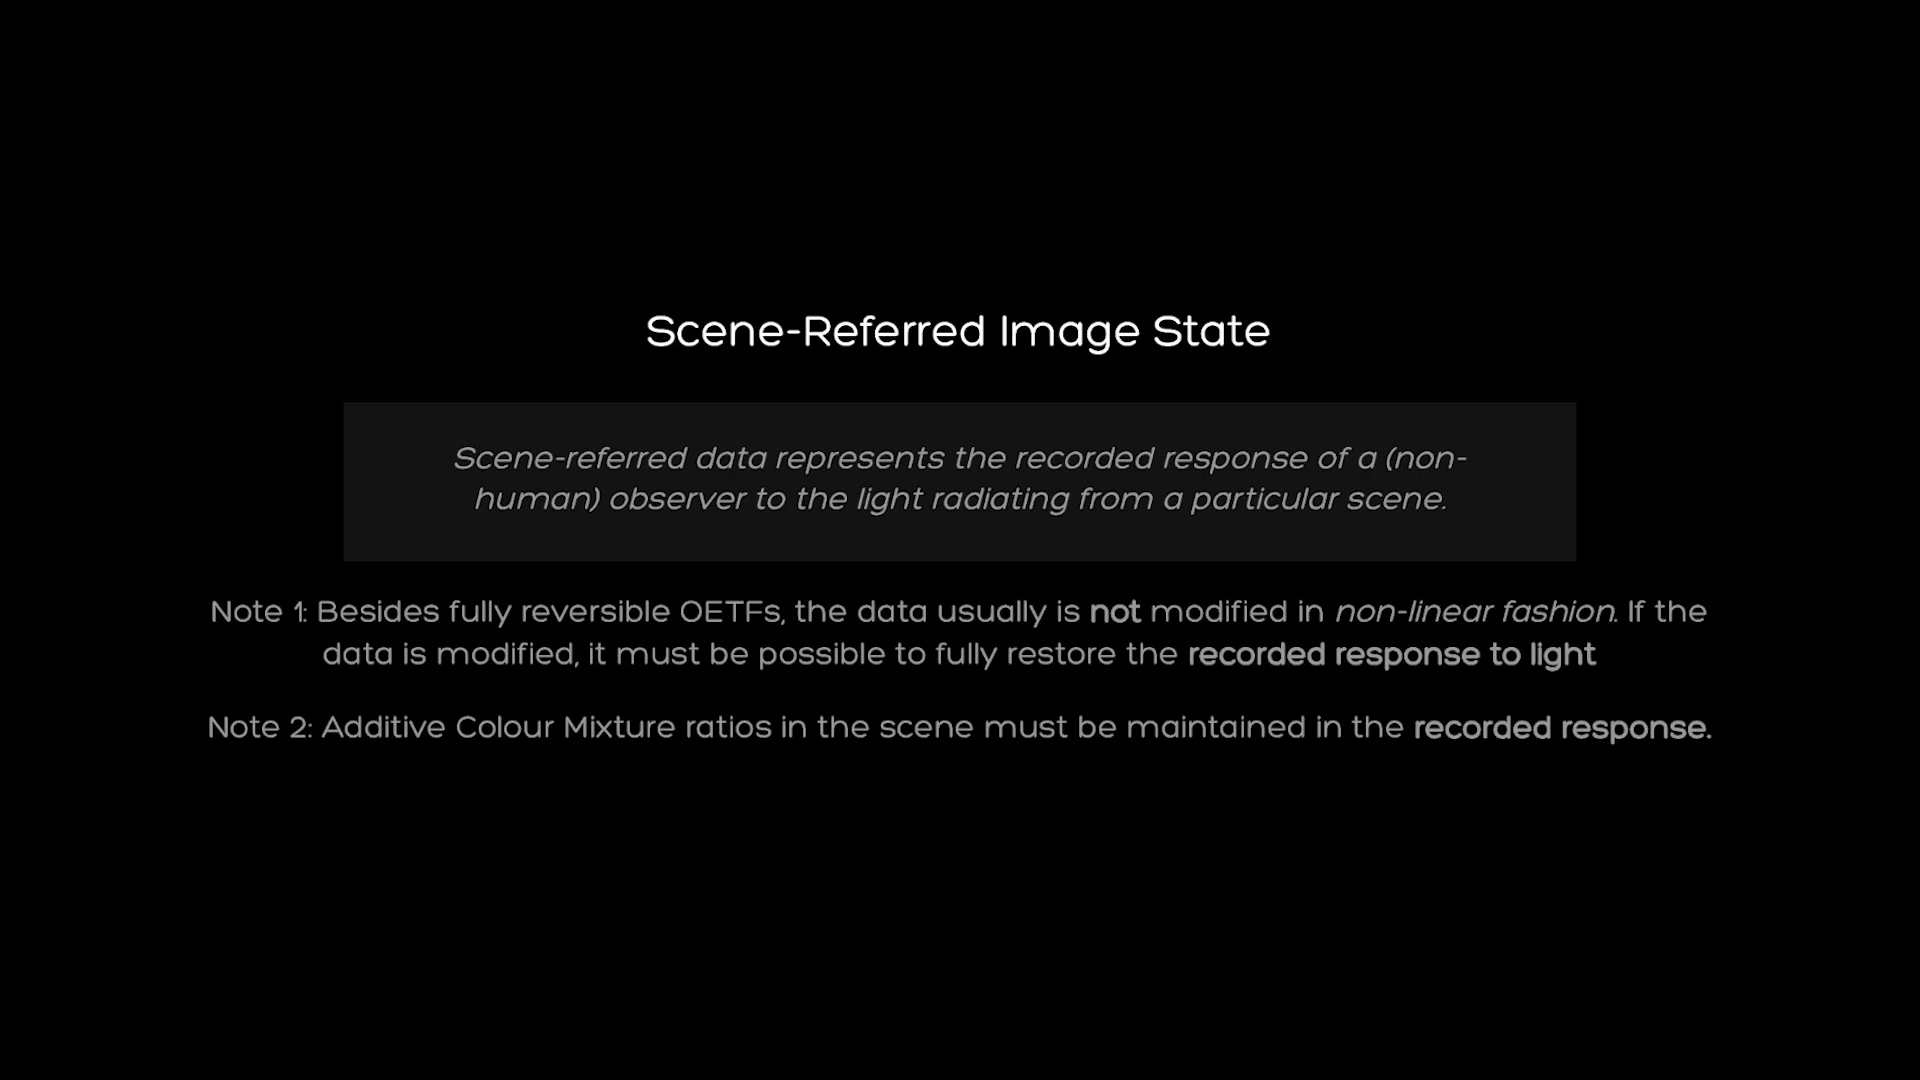 Scene-Referred Image State
Scene-referred data represents the recorded response of a (non-
human) observer to the light radiating from a particular scene.
Note 1: Besides fully reversible OETFs, the data usually is not modified in non-linear fashion. If the
data is modified, it must be possible to fully restore the recorded response to light
Note 2: Additive Colour Mixture ratios in the scene must be maintained in the recorded response.